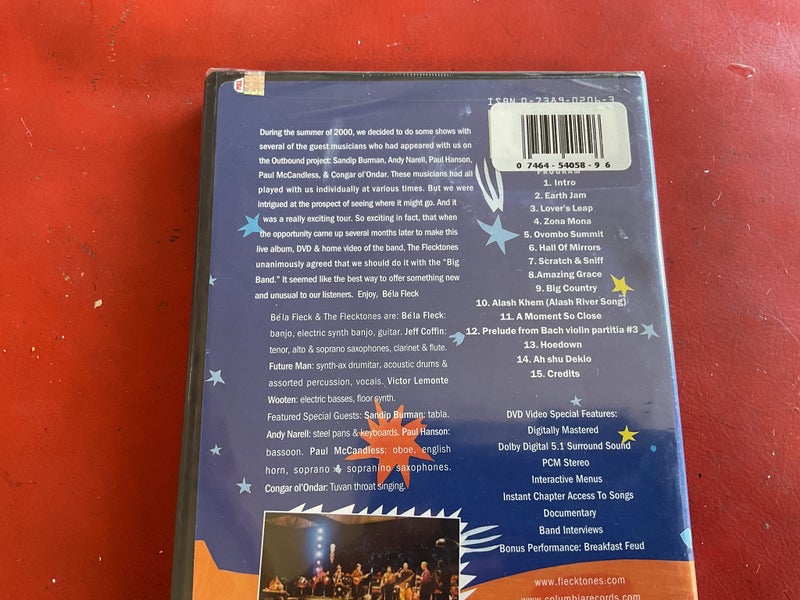 ISBN 0-7389-0206-3
0 7464-54058-9 6
During the summer of 2000, we decided to do some shows with
several of the guest musicians who had appeared with us on
the Outbound project: Sandip Burman, Andy Narell, Paul Hanson,
Paul McCandless, & Congar ol'Ondar. These musicians had all
played with us individually at various times. But we were
intrigued at the prospect of seeing where it might go. And it
was a really exciting tour. So exciting in fact, that when
the opportunity came up several months later to make this
live album, DVD & home video of the band, The Flecktones
unanimously agreed that we should do it with the "Big
Band." It seemed like the best way to offer something new
and unusual to our listeners. Enjoy, Béla Fleck
Béla Fleck & The Flecktones are: Béla Fleck:
banjo, electric synth banjo, guitar. Jeff Coffin:
tenor, alto & soprano saxophones, clarinet & flute.
Future Man: synth-ax drumitar, acoustic drums &
assorted percussion, vocals. Victor Lemonte
Wooten: electric basses, floor synth.
Featured Special Guests: Sandip Burman: tabla.
Andy Narell: steel pans & keyboards. Paul Hanson:
bassoon. Paul McCandless: oboe, english
horn, soprano & sopranino saxophones.
Congar ol'Ondar: Tuvan throat singing.
PROGRAM
1. Intro
2. Earth Jam
3. Lover's Leap
4. Zona Mona
5. Ovombo Summit
6. Hall Of Mirrors
7. Scratch & Sniff
8.Amazing Grace
9. Big Country
10. Alash Khem (Alash River Song)
11. A Moment So Close
12. Prelude from Bach violin partitia #3
13. Hoedown
14. Ah shu Dekio
15. Credits
DVD Video Special Features:
Digitally Mastered
Dolby Digital 5.1 Surround Sound
PCM Stereo
Interactive Menus
Instant Chapter Access To Songs
Documentary
Band Interviews
Bonus Performance: Breakfast Feud
www.flecktones.com
www.columbiarecords.com